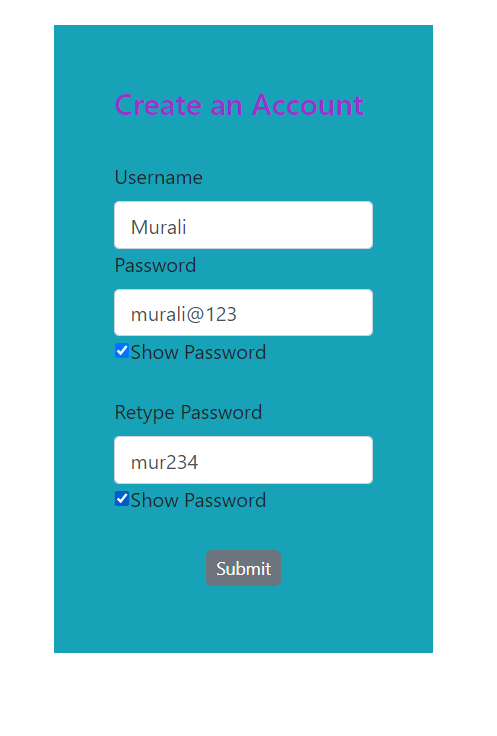 Create an Account
Username
Murali
Password
murali@123
Show Password
Retype Password
mur234
Show Password
Submit